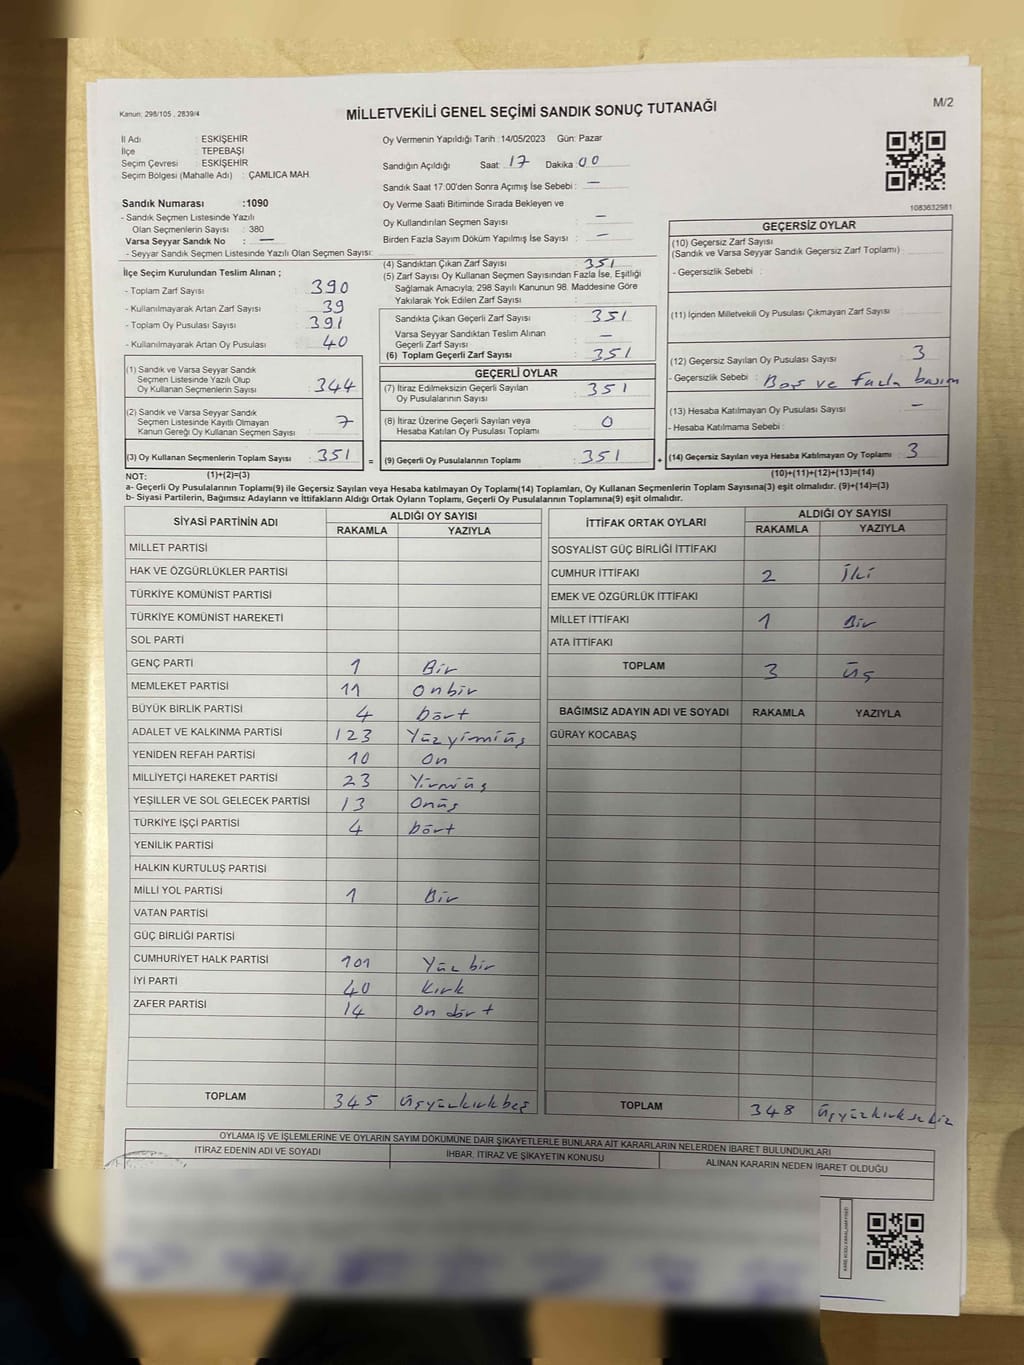 Kanun: 298/105 , 2839/4
MİLLETVEKİLİ GENEL SEÇİMİ SANDIK SONUÇ TUTANAĞI
M/2
İl Adı : ESKİŞEHİR
İlçe : TEPEBAŞI
Seçim Çevresi : ESKİŞEHİR
Seçim Bölgesi (Mahalle Adı) : ÇAMLICA MAH.
Sandık Numarası :1090
- Sandık Seçmen Listesinde Yazılı
Olan Seçmenlerin Sayısı : 380
Varsa Seyyar Sandık No : —
- Seyyar Sandık Seçmen Listesinde Yazılı Olan Seçmen Sayısı:
İlçe Seçim Kurulundan Teslim Alınan ;
- Toplam Zarf Sayısı : 390
- Kullanılmayarak Artan Zarf Sayısı : 39
- Toplam Oy Pusulası Sayısı : 391
- Kullanılmayarak Artan Oy Pusulası : 40
(1) Sandık ve Varsa Seyyar Sandık
Seçmen Listesinde Yazılı Olup
Oy Kullanan Seçmenlerin Sayısı : 344
(2) Sandık ve Varsa Seyyar Sandık
Seçmen Listesinde Kayıtlı Olmayan
Kanun Gereği Oy Kullanan Seçmen Sayısı : 7
(3) Oy Kullanan Seçmenlerin Toplam Sayısı : 351 =
Oy Vermenin Yapıldığı Tarih : 14/05/2023 Gün: Pazar
Sandığın Açıldığı Saat: 17 Dakika 00
Sandık Saat 17:00'den Sonra Açımış İse Sebebi : —
Oy Verme Saati Bitiminde Sırada Bekleyen ve
Oy Kullandırılan Seçmen Sayısı : —
Birden Fazla Sayım Döküm Yapılmış İse Sayısı : —
(4) Sandıktan Çıkan Zarf Sayısı : 351
(5) Zarf Sayısı Oy Kullanan Seçmen Sayısından Fazla İse, Eşitliği
Sağlamak Amacıyla; 298 Sayılı Kanunun 98. Maddesine Göre
Yakılarak Yok Edilen Zarf Sayısı :
Sandıkta Çıkan Geçerli Zarf Sayısı : 351
Varsa Seyyar Sandıktan Teslim Alınan
Geçerli Zarf Sayısı : —
(6) Toplam Geçerli Zarf Sayısı : 351
GEÇERLİ OYLAR
(7) İtiraz Edilmeksizin Geçerli Sayılan
Oy Pusulalarının Sayısı : 351
(8) İtiraz Üzerine Geçerli Sayılan veya
Hesaba Katılan Oy Pusulası Toplamı : 0
(9) Geçerli Oy Pusulalarının Toplamı : 351 +
1083632981
GEÇERSİZ OYLAR
(10) Geçersiz Zarf Sayısı
(Sandık ve Varsa Seyyar Sandık Geçersiz Zarf Toplamı) :
- Geçersizlik Sebebi :
(11) İçinden Milletvekili Oy Pusulası Çıkmayan Zarf Sayısı :
(12) Geçersiz Sayılan Oy Pusulası Sayısı : 3
- Geçersizlik Sebebi : Boş ve fazla basım
(13) Hesaba Katılmayan Oy Pusulası Sayısı : —
- Hesaba Katılmama Sebebi :
(14) Geçersiz Sayılan veya Hesaba Katılmayan Oy Toplamı : 3
NOT: (1)+(2)=(3) (10)+(11)+(12)+(13)=(14)
a- Geçerli Oy Pusulalarının Toplamı(9) ile Geçersiz Sayılan veya Hesaba katılmayan Oy Toplamı(14) Toplamları, Oy Kullanan Seçmenlerin Toplam Sayısına(3) eşit olmalıdır. (9)+(14)=(3)
b- Siyasi Partilerin, Bağımsız Adayların ve İttifakların Aldığı Ortak Oyların Toplamı, Geçerli Oy Pusulalarının Toplamına(9) eşit olmalıdır.
SİYASİ PARTİNİN ADI ALDIĞI OY SAYISI
RAKAMLA YAZIYLA
MİLLET PARTİSİ
HAK VE ÖZGÜRLÜKLER PARTİSİ
TÜRKİYE KOMÜNİST PARTİSİ
TÜRKİYE KOMÜNİST HAREKETİ
SOL PARTİ
GENÇ PARTİ 1 Bir
MEMLEKET PARTİSİ 11 Onbir
BÜYÜK BİRLİK PARTİSİ 4 Dört
ADALET VE KALKINMA PARTİSİ 123 Yüzyirmiüç
YENİDEN REFAH PARTİSİ 10 On
MİLLİYETÇİ HAREKET PARTİSİ 23 Yirmiüç
YEŞİLLER VE SOL GELECEK PARTİSİ 13 Onüç
TÜRKİYE İŞÇİ PARTİSİ 4 Dört
YENİLİK PARTİSİ
HALKIN KURTULUŞ PARTİSİ
MİLLİ YOL PARTİSİ 1 Bir
VATAN PARTİSİ
GÜÇ BİRLİĞİ PARTİSİ
CUMHURİYET HALK PARTİSİ 101 Yüz bir
İYİ PARTİ 40 Kırk
ZAFER PARTİSİ 14 On dört
TOPLAM 345 Üçyüzkırkbeş
İTTİFAK ORTAK OYLARI ALDIĞI OY SAYISI
RAKAMLA YAZIYLA
SOSYALİST GÜÇ BİRLİĞİ İTTİFAKI
CUMHUR İTTİFAKI 2 İki
EMEK VE ÖZGÜRLÜK İTTİFAKI
MİLLET İTTİFAKI 1 Bir
ATA İTTİFAKI
TOPLAM 3 Üç
BAĞIMSIZ ADAYIN ADI VE SOYADI RAKAMLA YAZIYLA
GÜRAY KOCABAŞ
TOPLAM 348 Üçyüzkırksekiz
OYLAMA İŞ VE İŞLEMLERİNE VE OYLARIN SAYIM DÖKÜMÜNE DAİR ŞİKAYETLERLE BUNLARA AİT KARARLARIN NELERDEN İBARET BULUNDUKLARI
İTİRAZ EDENİN ADI VE SOYADI İHBAR, İTİRAZ VE ŞİKAYETİN KONUSU ALINAN KARARIN NEDEN İBARET OLDUĞU